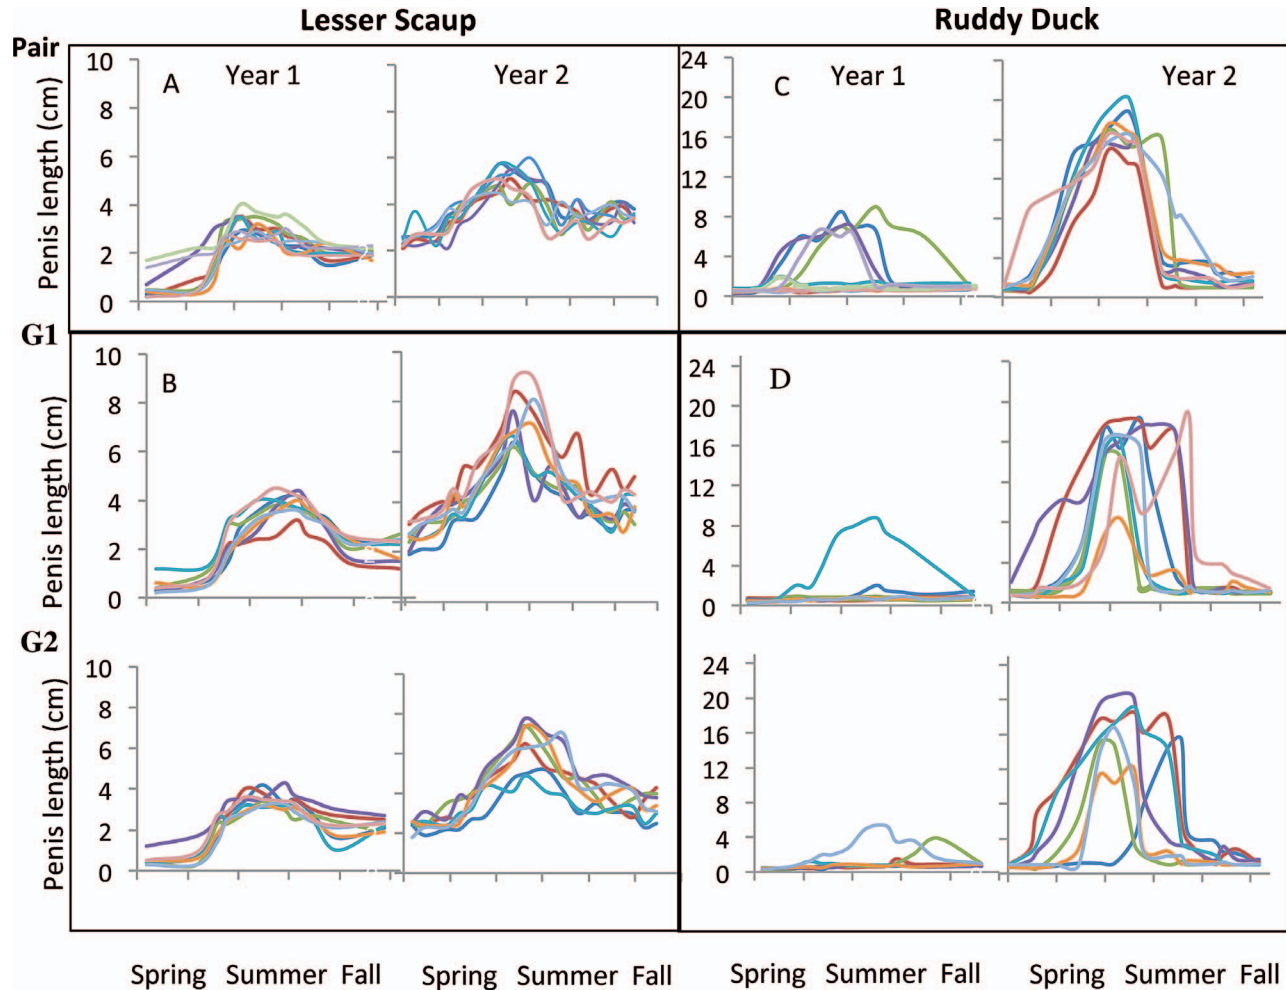 Lesser Scaup Ruddy Duck
Pair
Penis length (cm)
10
8
6
4
2
0
A
Year 1
Year 2
24
20
16
12
8
4
0
C
Year 1
Year 2
G1
Penis length (cm)
10
8
6
4
2
0
B
24
20
16
12
8
4
0
D
G2
Penis length (cm)
10
8
6
4
2
0
24
20
16
12
8
4
0
Spring Summer Fall Spring Summer Fall Spring Summer Fall Spring Summer Fall